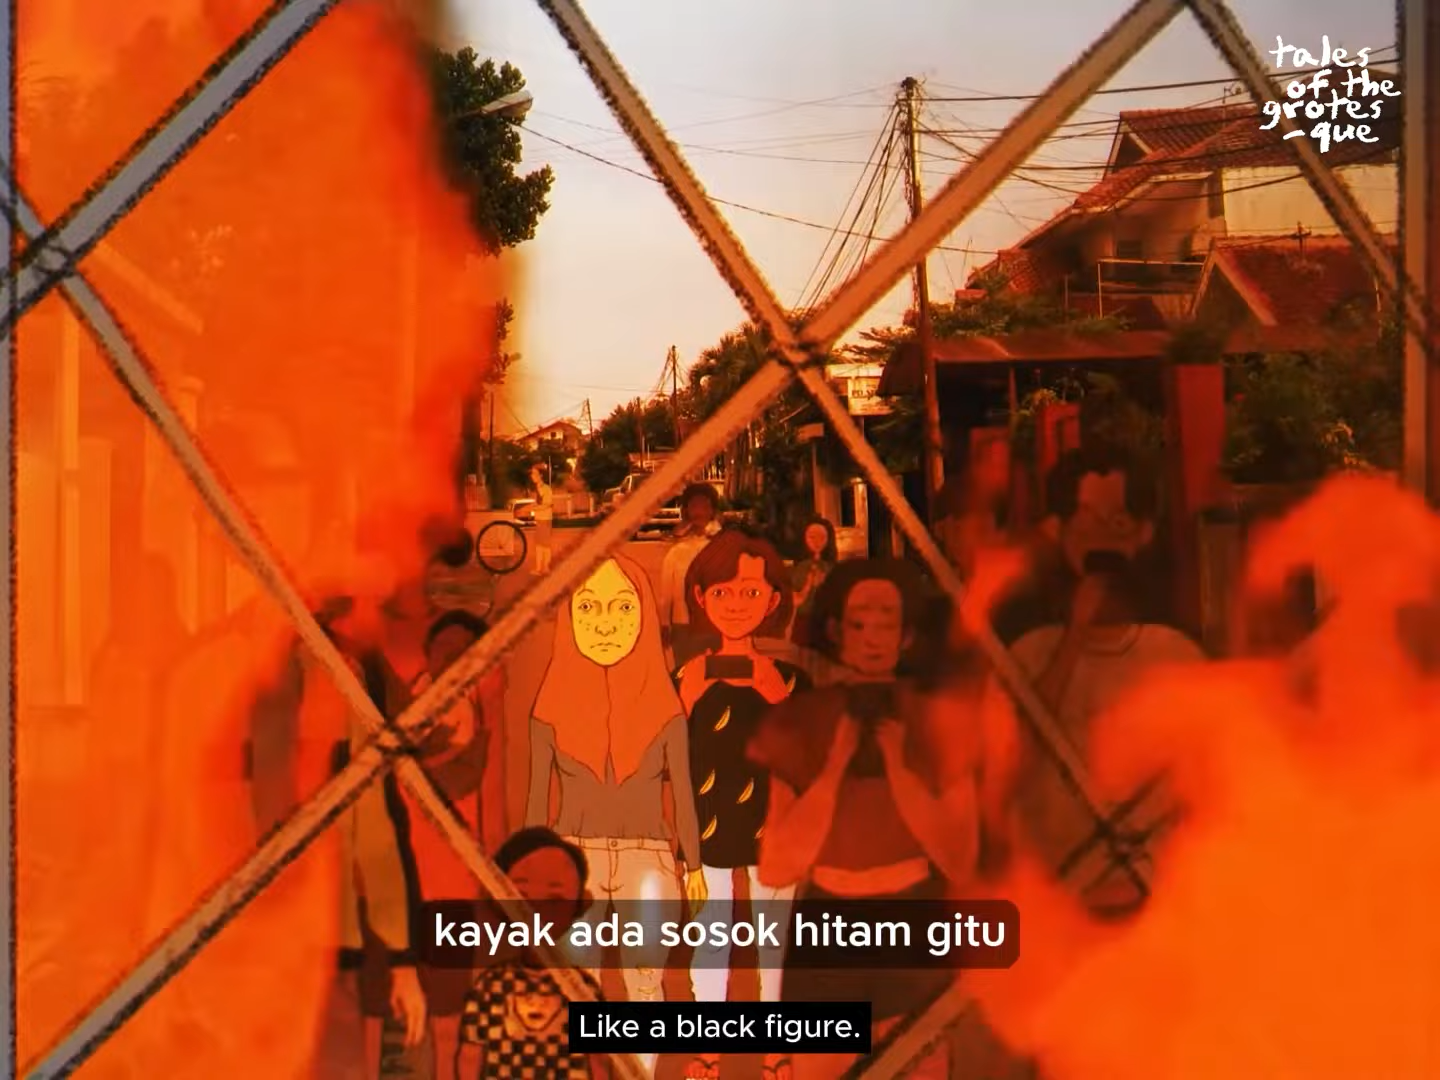 tales
of the
grotes
-que
kayak ada sosok hitam gitu
Like a black figure.